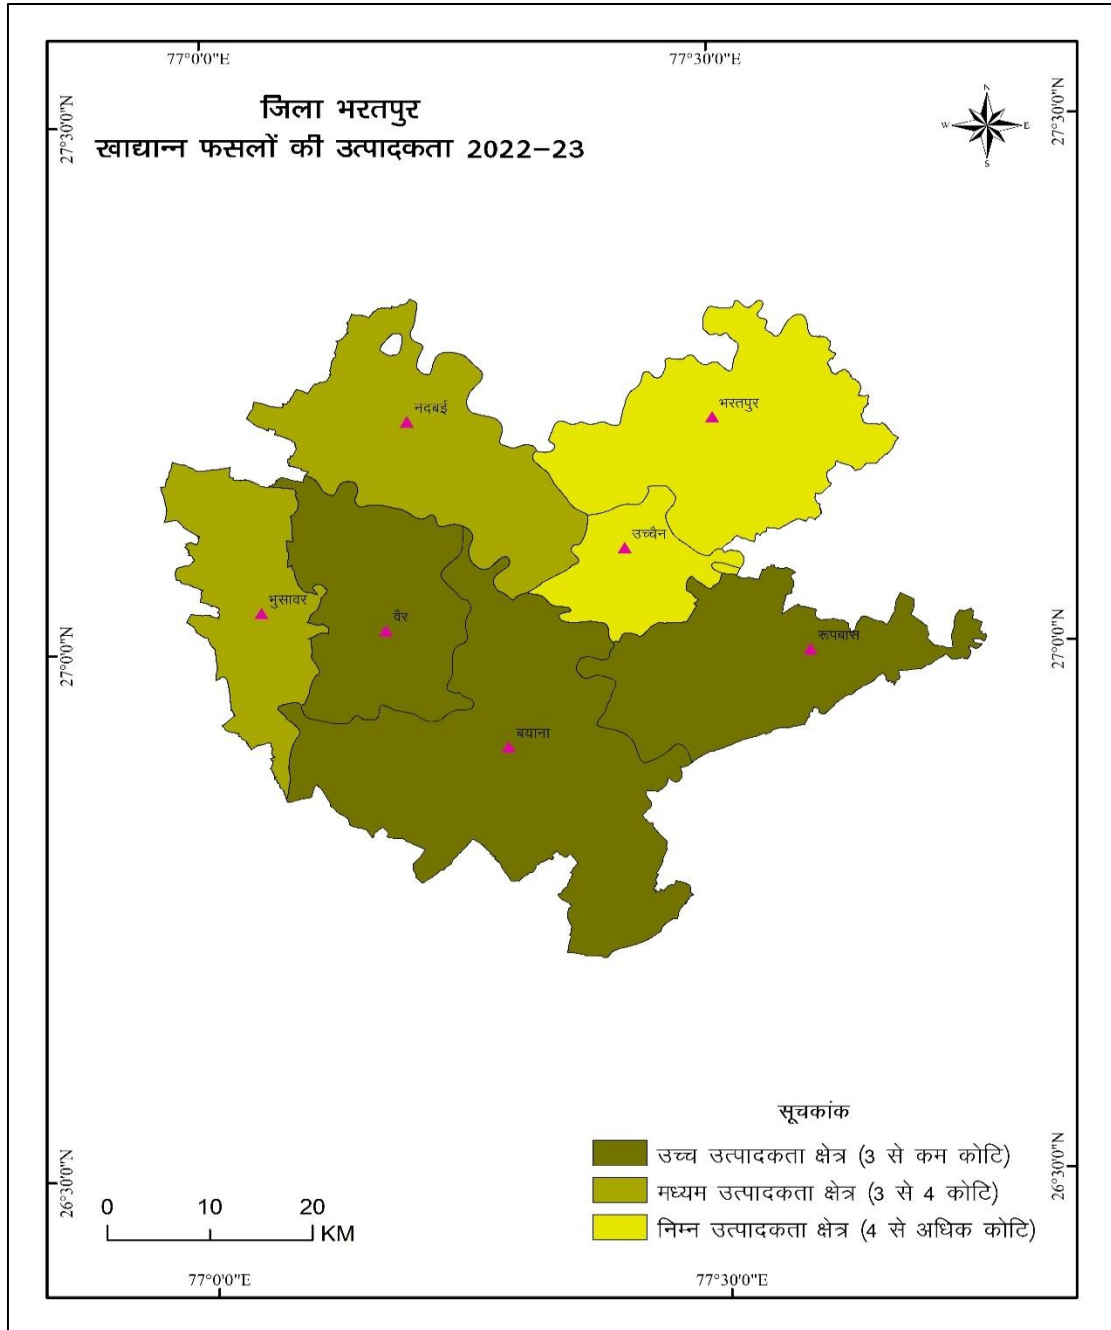 77°0'0"E 77°30'0"E
27°30'0"N 27°30'0"N
जिला भरतपुर
खाद्यान्न फसलों की उत्पादकता 2022–23
N
W E
S
नदबई
भरतपुर
उच्चैन
भुसावर
वैर
रूपबास
27°0'0"N 27°0'0"N
बयाना
सूचकांक
उच्च उत्पादकता क्षेत्र (3 से कम कोटि)
मध्यम उत्पादकता क्षेत्र (3 से 4 कोटि)
निम्न उत्पादकता क्षेत्र (4 से अधिक कोटि)
26°30'0"N 26°30'0"N
0 10 20
KM
77°0'0"E 77°30'0"E